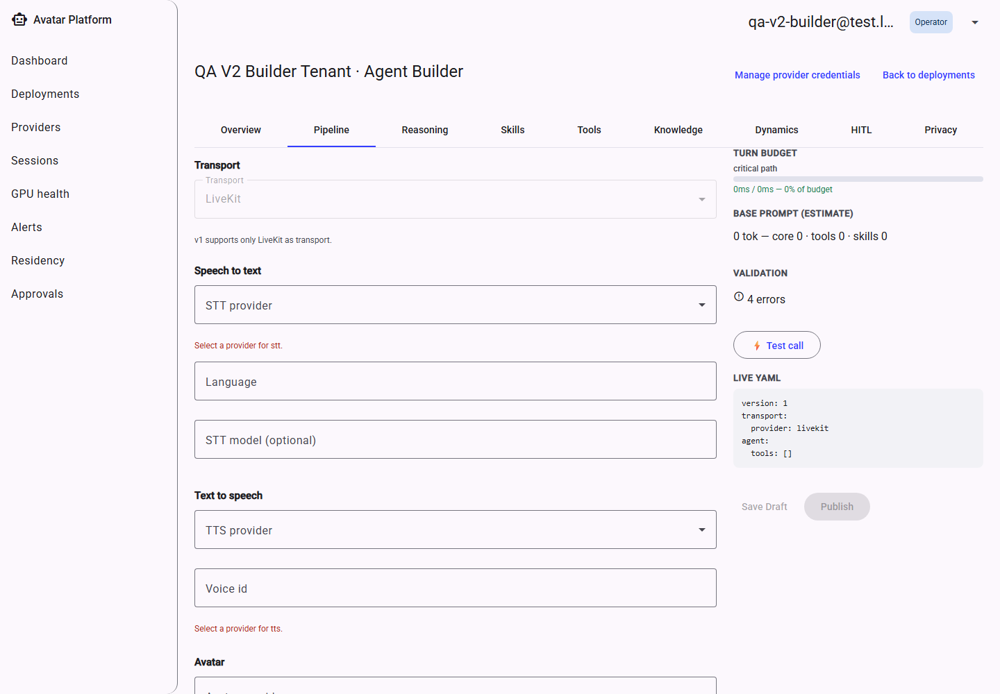 Avatar Platform
Dashboard
Deployments
Providers
Sessions
GPU health
Alerts
Residency
Approvals
qa-v2-builder@test.l...
Operator
QA V2 Builder Tenant · Agent Builder
Manage provider credentials
Back to deployments
Overview
Pipeline
Reasoning
Skills
Tools
Knowledge
Dynamics
HITL
Privacy
Transport
Transport
LiveKit
v1 supports only LiveKit as transport.
Speech to text
STT provider
Select a provider for stt.
Language
STT model (optional)
Text to speech
TTS provider
Voice id
Select a provider for tts.
Avatar
TURN BUDGET
critical path
0ms / 0ms — 0% of budget
BASE PROMPT (ESTIMATE)
0 tok — core 0 · tools 0 · skills 0
VALIDATION
4 errors
Test call
LIVE YAML
version: 1
transport:
  provider: livekit
agent:
  tools: []
Save Draft
Publish